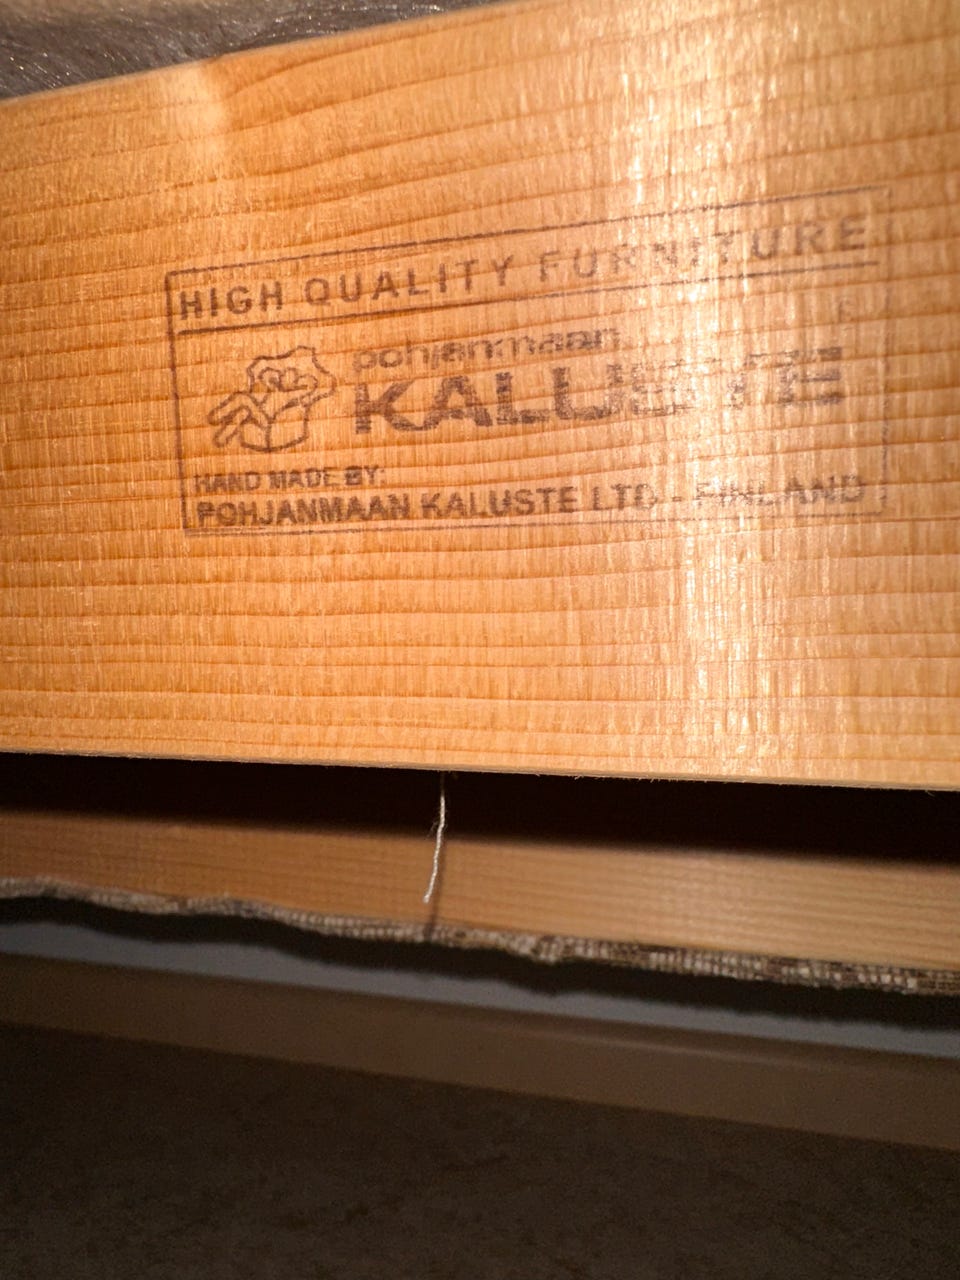 HIGH QUALITY FURNITURE
pohjanmaan
KALUSTE
HAND MADE BY:
POHJANMAAN KALUSTE LTD - FINLAND